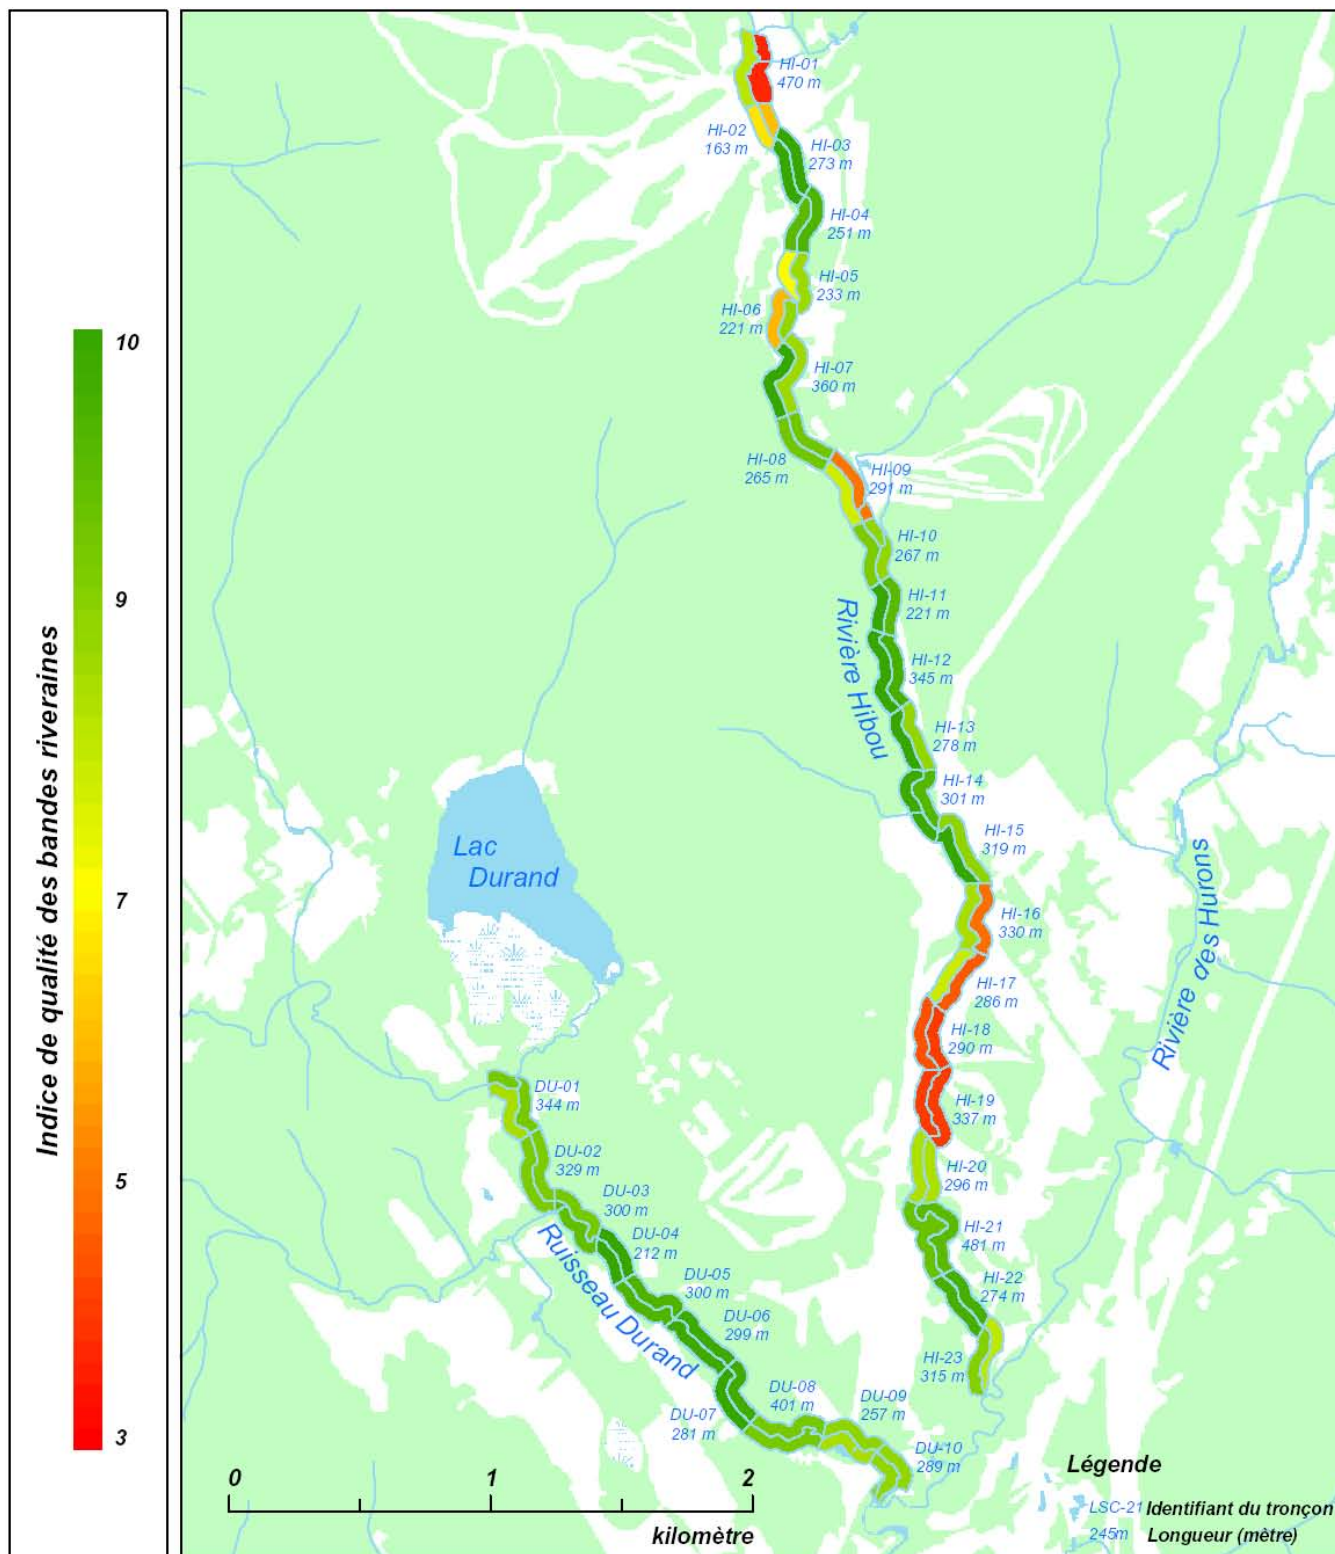 Indice de qualité des bandes riveraines
10
9
7
5
3
HI-01
470 m
HI-02
163 m
HI-03
273 m
HI-04
251 m
HI-05
233 m
HI-06
221 m
HI-07
360 m
HI-08
265 m
HI-09
291 m
HI-10
267 m
HI-11
221 m
HI-12
345 m
Rivière Hibou
HI-13
278 m
HI-14
301 m
HI-15
319 m
Lac
Durand
Rivière des Hurons
HI-16
330 m
HI-17
286 m
HI-18
290 m
HI-19
337 m
HI-20
296 m
HI-21
481 m
HI-22
274 m
HI-23
315 m
DU-01
344 m
DU-02
329 m
DU-03
300 m
DU-04
212 m
DU-05
300 m
DU-06
299 m
Ruisseau Durand
DU-07
281 m
DU-08
401 m
DU-09
257 m
DU-10
289 m
0 1 2
kilomètre
Légende
LSC-21 Identifiant du tronçon
245m Longueur (mètre)